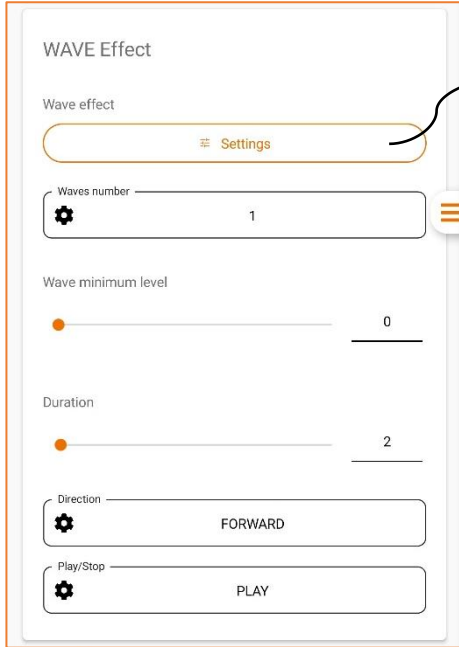 WAVE Effect
Wave effect
Settings
Waves number
1
Wave minimum level
0
Duration
2
Direction
FORWARD
Play/Stop
PLAY